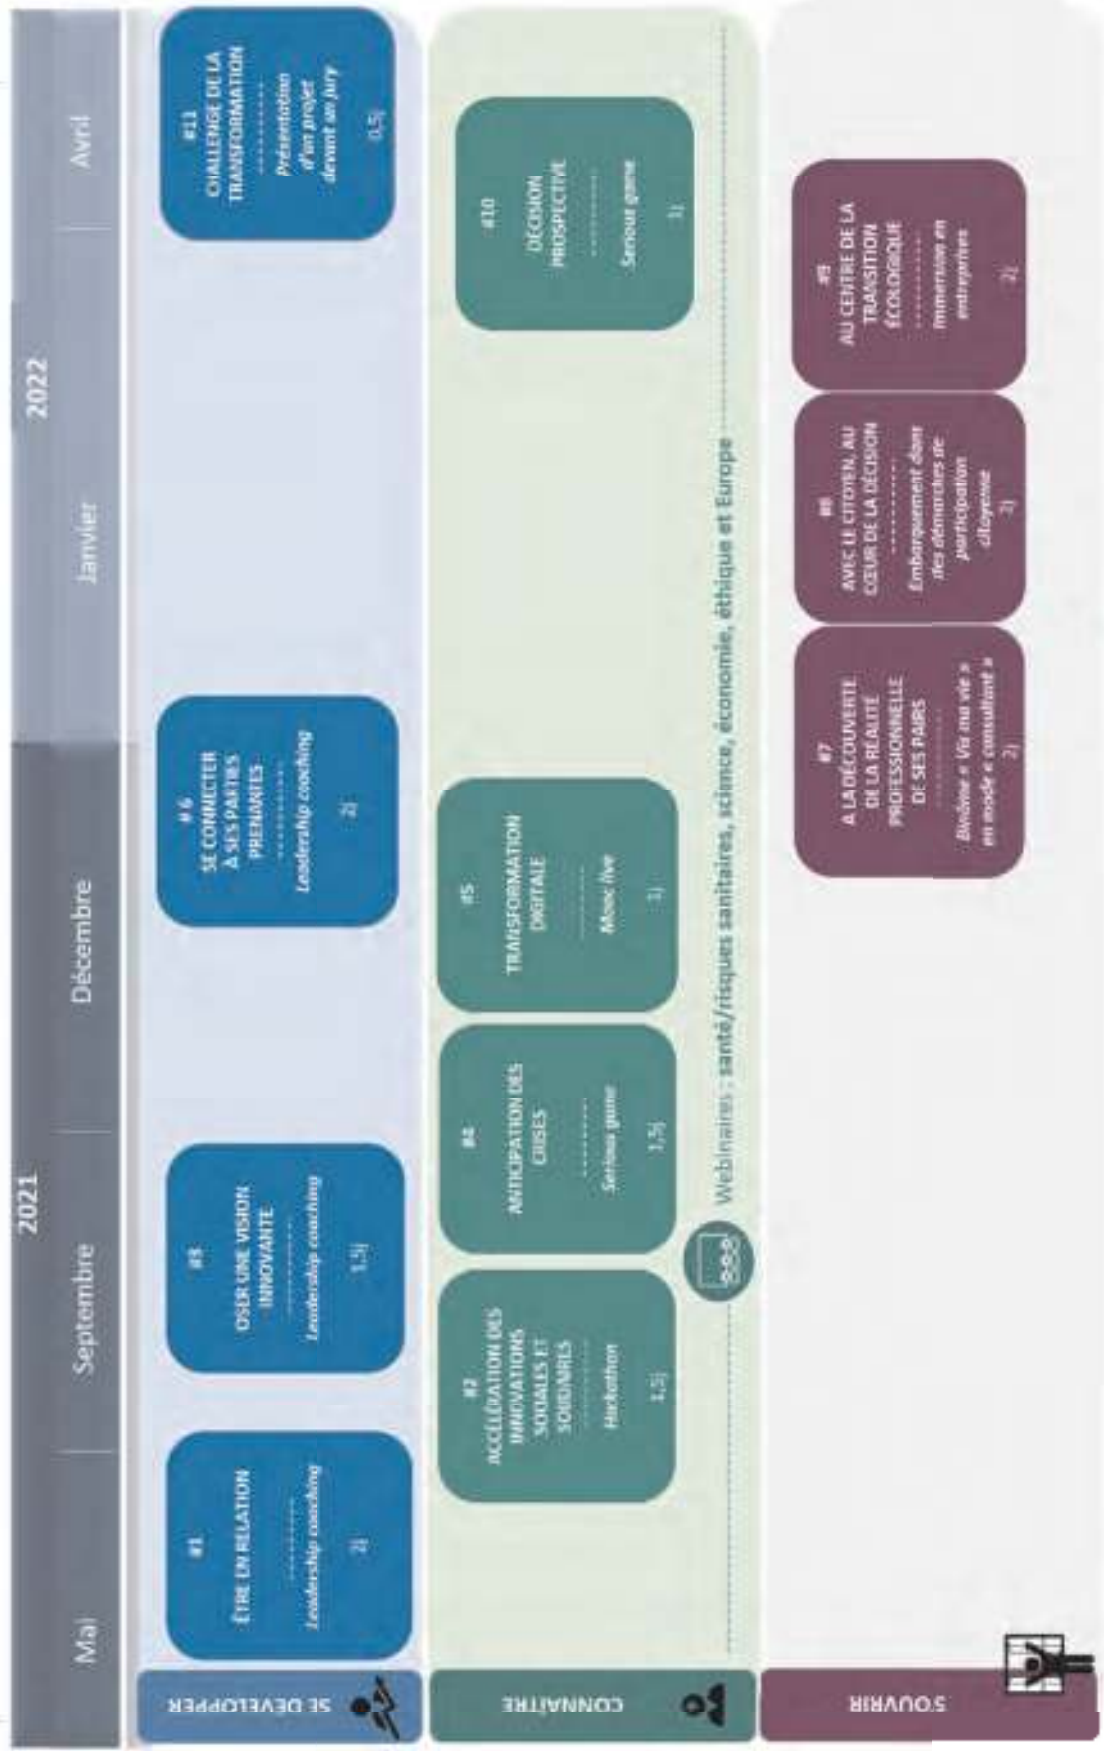 2021
2022
Mai
Septembre
Décembre
Janvier
Avril
SE DEVELOPPER
#1
ÊTRE EN RELATION
Leadership coaching
2j
#3
OSER UNE VISION
INNOVANTE
Leadership coaching
1,5j
# 6
SE CONNECTER
À SES PARTIES
PRENANTES
Leadership coaching
2j
#11
CHALLENGE DE LA
TRANSFORMATION
Présentation
d'un projet
devant un jury
0,5j
CONNAÎTRE
#2
ACCÉLÉRATION DES
INNOVATIONS
SOCIALES ET
SOLIDAIRES
Hackathon
1,5j
#4
ANTICIPATION DES
CRISES
Serious game
1,5j
#5
TRANSFORMATION
DIGITALE
Mooc live
1j
#10
DÉCISION
PROSPECTIVE
Serious game
1j
Webinaires : santé/risques sanitaires, science, économie, éthique et Europe
S'OUVRIR
#7
A LA DÉCOUVERTE
DE LA RÉALITÉ
PROFESSIONNELLE
DE SES PAIRS
Binôme « Vis ma vie »
en mode « consultant »
2j
#8
AVEC LE CITOYEN, AU
CŒUR DE LA DÉCISION
Embarquement dans
des démarches de
participation
citoyenne
2j
#9
AU CENTRE DE LA
TRANSITION
ÉCOLOGIQUE
Immersion en
entreprises
2j